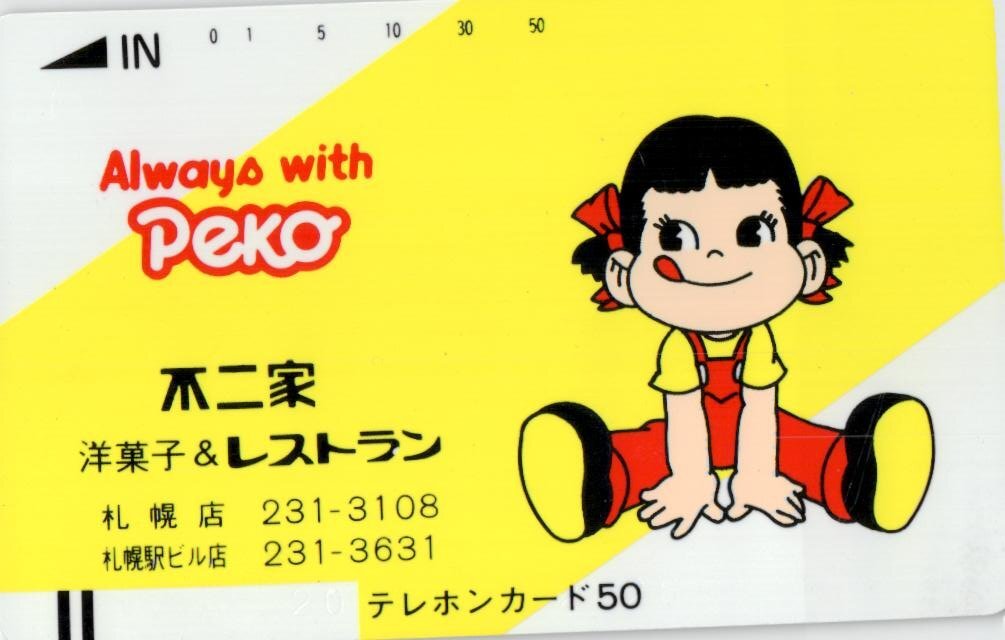 IN 0 1 5 10 30 50
Always with
Peko
不二家
洋菓子&レストラン
札幌店 231-3108
札幌駅ビル店 231-3631
テレホンカード50